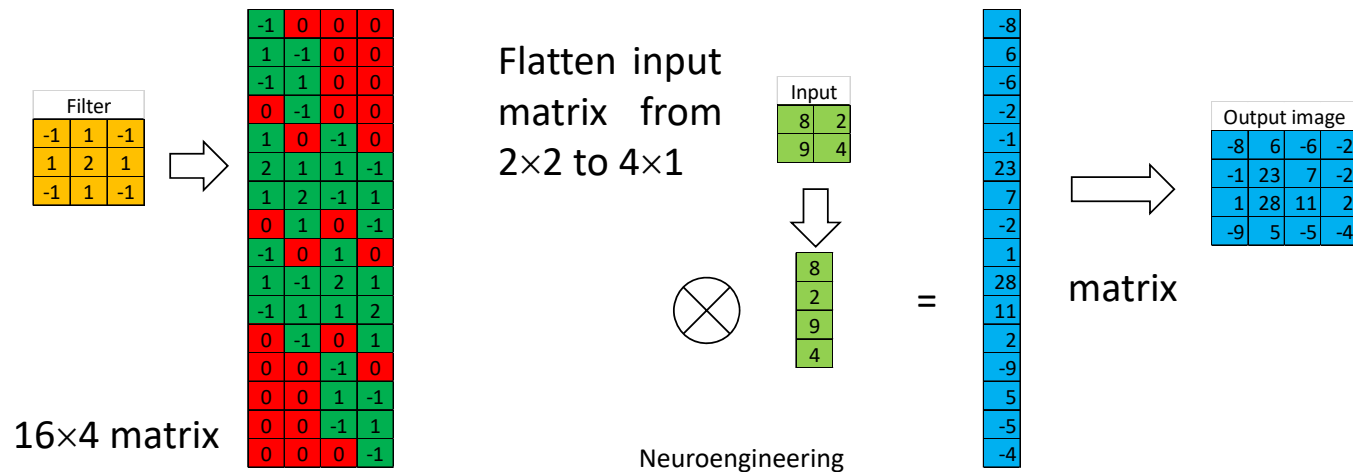 Filter
-1 1 -1
1 2 1
-1 1 -1
16×4 matrix
-1 0 0 0
1 -1 0 0
-1 1 0 0
0 -1 0 0
1 0 -1 0
2 1 1 -1
1 2 -1 1
0 1 0 -1
-1 0 1 0
1 -1 2 1
-1 1 1 2
0 -1 0 1
0 0 -1 0
0 0 1 -1
0 0 -1 1
0 0 0 -1
Flatten input
matrix from
2×2 to 4×1
Input
8 2
9 4
8
2
9
4
Neuroengineering
=
-8
6
-6
-2
-1
23
7
-2
1
28
11
2
-9
5
-5
-4
matrix
Output image
-8 6 -6 -2
-1 23 7 -2
1 28 11 2
-9 5 -5 -4